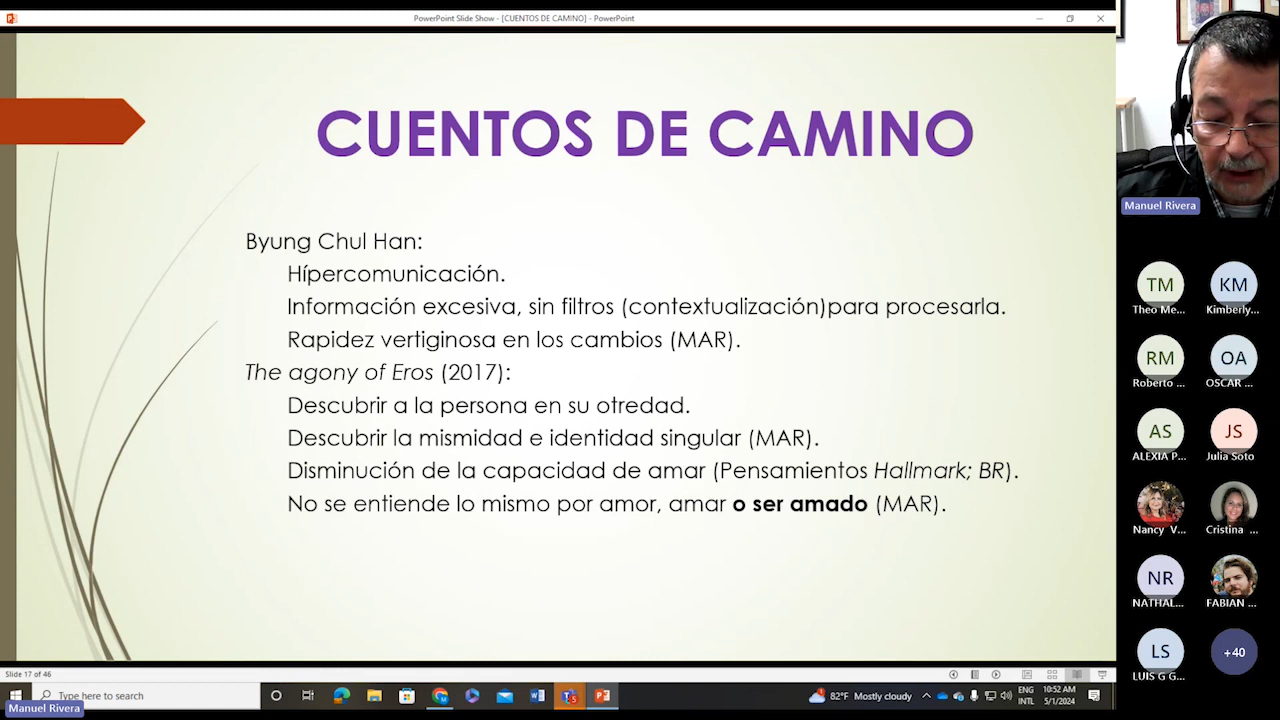 PowerPoint Slide Show - [CUENTOS DE CAMINO] - PowerPoint
CUENTOS DE CAMINO
Byung Chul Han:
Hípercomunicación.
Información excesiva, sin filtros (contextualización)para procesarla.
Rapidez vertiginosa en los cambios (MAR).
The agony of Eros (2017):
Descubrir a la persona en su otredad.
Descubrir la mismidad e identidad singular (MAR).
Disminución de la capacidad de amar (Pensamientos Hallmark; BR).
No se entiende lo mismo por amor, amar o ser amado (MAR).
Slide 17 of 46
Type here to search
82°F Mostly cloudy
ENG
INTL
10:52 AM
5/1/2024
Manuel Rivera
Manuel Rivera
TM
Theo Me...
KM
Kimberly...
RM
Roberto ...
OA
OSCAR ...
AS
ALEXIA P...
JS
Julia Soto
Nancy V...
Cristina ...
NR
NATHAL...
FABIAN ...
LS
LUIS G G...
+40